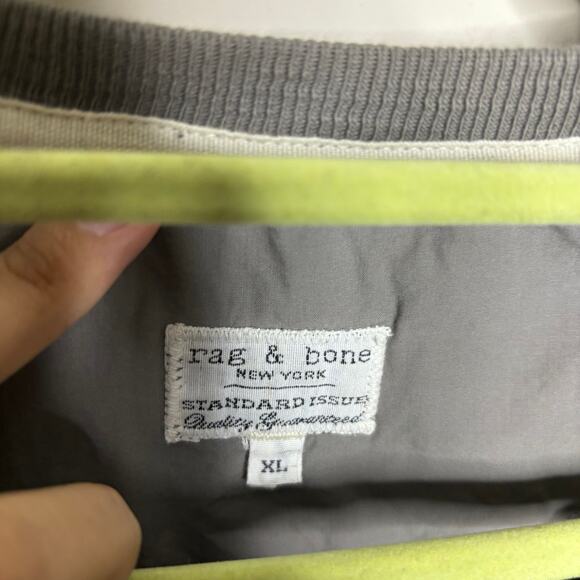 rag & bone
NEW YORK
STANDARD ISSUE
Quality Guaranteed
XL